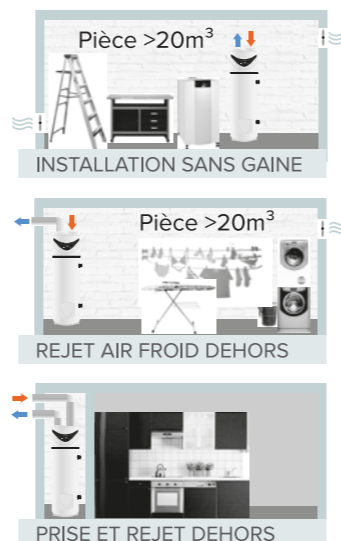 Pièce >20m³
INSTALLATION SANS GAINE
Pièce >20m³
REJET AIR FROID DEHORS
PRISE ET REJET DEHORS